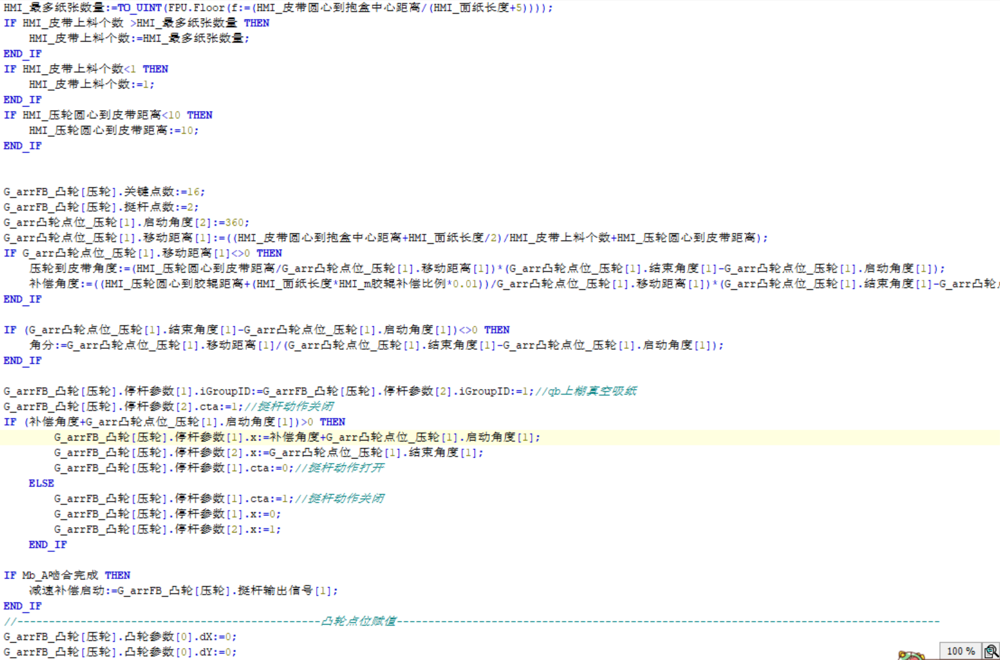 HMI_最多纸张数量:=TO_UINT(FPU.Floor(f:=(HMI_皮带圆心到抱盒中心距离/(HMI_面纸长度+5))));
IF HMI_皮带上料个数 >HMI_最多纸张数量 THEN
    HMI_皮带上料个数:=HMI_最多纸张数量;
END_IF
IF HMI_皮带上料个数<1 THEN
    HMI_皮带上料个数:=1;
END_IF
IF HMI_压轮圆心到皮带距离<10 THEN
    HMI_压轮圆心到皮带距离:=10;
END_IF
G_arrFB_凸轮[压轮].关键点数:=16;
G_arrFB_凸轮[压轮].挺杆点数:=2;
G_arr凸轮点位_压轮[1].启动角度[2]:=360;
G_arr凸轮点位_压轮[1].移动距离[1]:=((HMI_皮带圆心到抱盒中心距离+HMI_面纸长度/2)/HMI_皮带上料个数+HMI_压轮圆心到皮带距离);
IF G_arr凸轮点位_压轮[1].移动距离[1]<>0 THEN
    压轮到皮带角度:=(HMI_压轮圆心到皮带距离/G_arr凸轮点位_压轮[1].移动距离[1])*(G_arr凸轮点位_压轮[1].结束角度[1]-G_arr凸轮点位_压轮[1].启动角度[1]);
    补偿角度:=((HMI_压轮圆心到胶辊距离+(HMI_面纸长度*HMI_m胶辊补偿比例*0.01))/G_arr凸轮点位_压轮[1].移动距离[1])*(G_arr凸轮点位_压轮[1].结束角度[1]-G_arr凸轮点位_压轮
END_IF
IF (G_arr凸轮点位_压轮[1].结束角度[1]-G_arr凸轮点位_压轮[1].启动角度[1])<>0 THEN
    角分:=G_arr凸轮点位_压轮[1].移动距离[1]/(G_arr凸轮点位_压轮[1].结束角度[1]-G_arr凸轮点位_压轮[1].启动角度[1]);
END_IF
G_arrFB_凸轮[压轮].停杆参数[1].iGroupID:=G_arrFB_凸轮[压轮].停杆参数[2].iGroupID:=1;//qb上糊真空吸纸
G_arrFB_凸轮[压轮].停杆参数[2].cta:=1;//挺杆动作关闭
IF (补偿角度+G_arr凸轮点位_压轮[1].启动角度[1])>0 THEN
        G_arrFB_凸轮[压轮].停杆参数[1].x:=补偿角度+G_arr凸轮点位_压轮[1].启动角度[1];
        G_arrFB_凸轮[压轮].停杆参数[2].x:=G_arr凸轮点位_压轮[1].结束角度[1];
        G_arrFB_凸轮[压轮].停杆参数[1].cta:=0;//挺杆动作打开
    ELSE
        G_arrFB_凸轮[压轮].停杆参数[1].cta:=1;//挺杆动作关闭
        G_arrFB_凸轮[压轮].停杆参数[1].x:=0;
        G_arrFB_凸轮[压轮].停杆参数[2].x:=1;
    END_IF
IF Mb_A啮合完成 THEN
    减速补偿启动:=G_arrFB_凸轮[压轮].挺杆输出信号[1];
END_IF
//------------------------------------------------凸轮点位赋值--------------------------------------------------------------------------------------
G_arrFB_凸轮[压轮].凸轮参数[0].dX:=0;
G_arrFB_凸轮[压轮].凸轮参数[0].dY:=0;
100 %